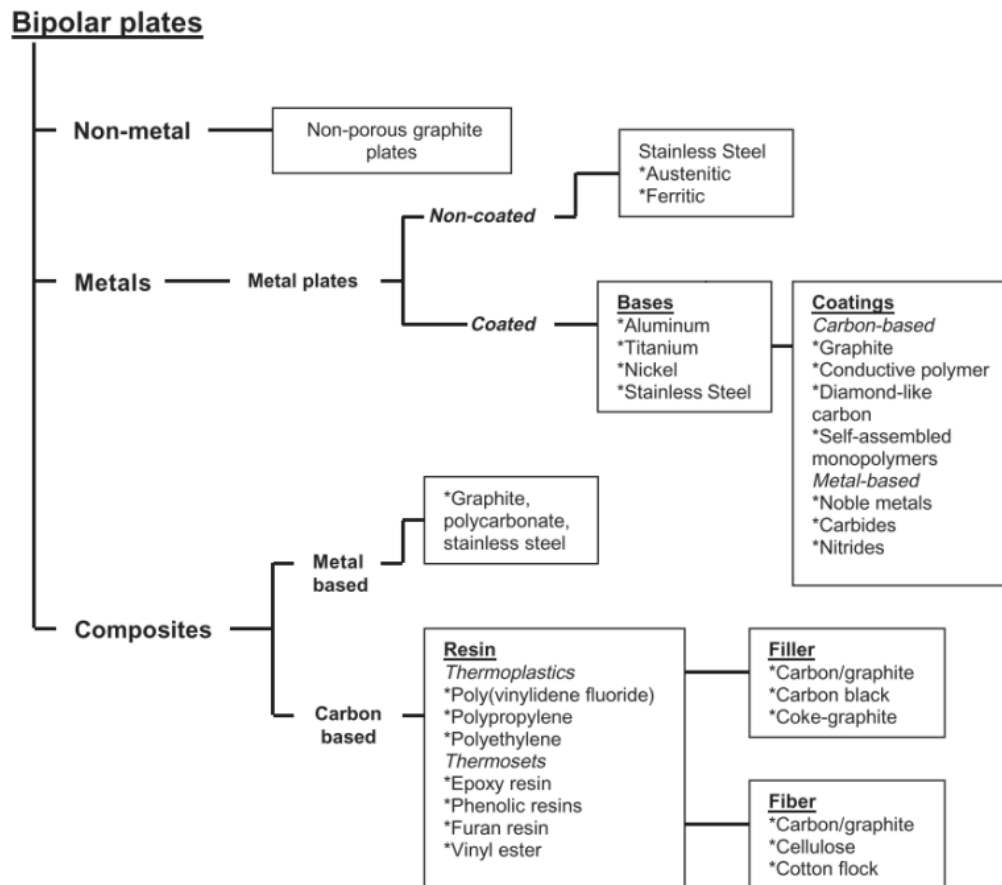 Bipolar plates
Non-metal
Non-porous graphite
plates
Metals
Metal plates
Non-coated
Stainless Steel
*Austenitic
*Ferritic
Coated
Bases
*Aluminum
*Titanium
*Nickel
*Stainless Steel
Coatings
Carbon-based
*Graphite
*Conductive polymer
*Diamond-like
carbon
*Self-assembled
monopolymers
Metal-based
*Noble metals
*Carbides
*Nitrides
Composites
Metal
based
*Graphite,
polycarbonate,
stainless steel
Carbon
based
Resin
Thermoplastics
*Poly(vinylidene fluoride)
*Polypropylene
*Polyethylene
Thermosets
*Epoxy resin
*Phenolic resins
*Furan resin
*Vinyl ester
Filler
*Carbon/graphite
*Carbon black
*Coke-graphite
Fiber
*Carbon/graphite
*Cellulose
*Cotton flock